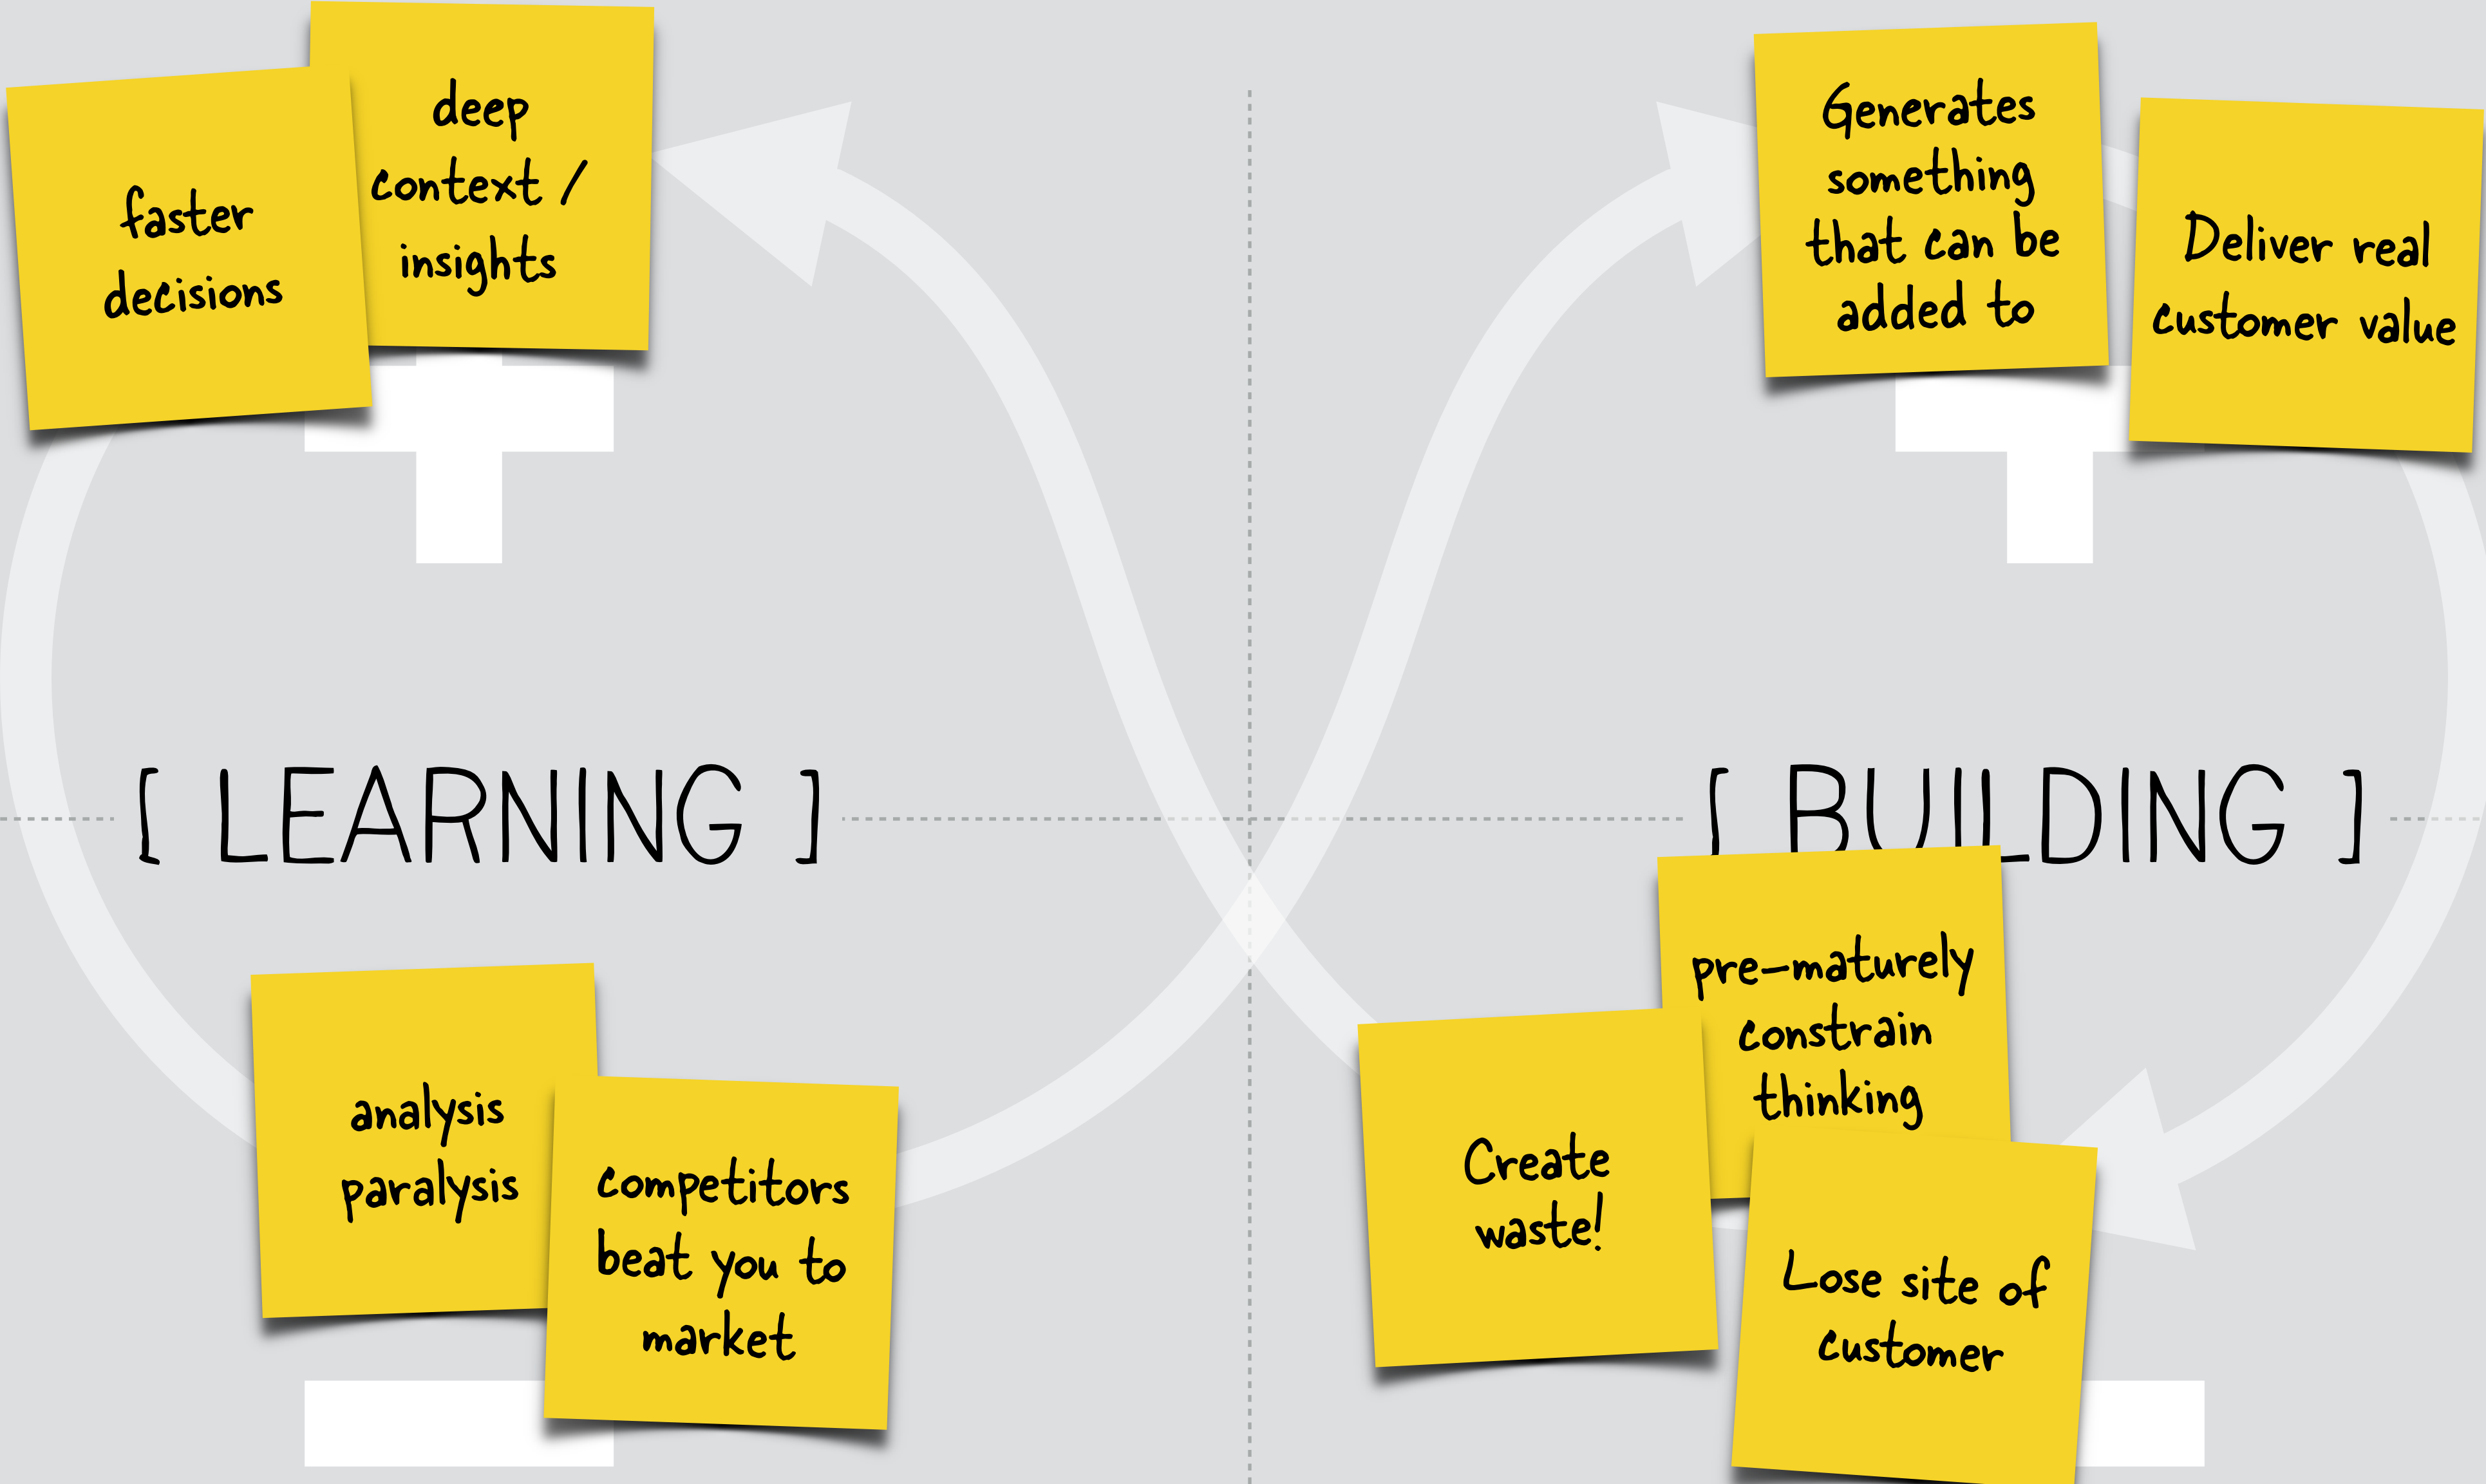 faster
decisions
deep
context /
insights
Generates
something
that can be
added to
Deliver real
customer value
[ LEARNING ]
[ BUILDING ]
analysis
paralysis
competitors
beat you to
market
Create
waste!
pre-maturely
constrain
thinking
Lose site of
customer